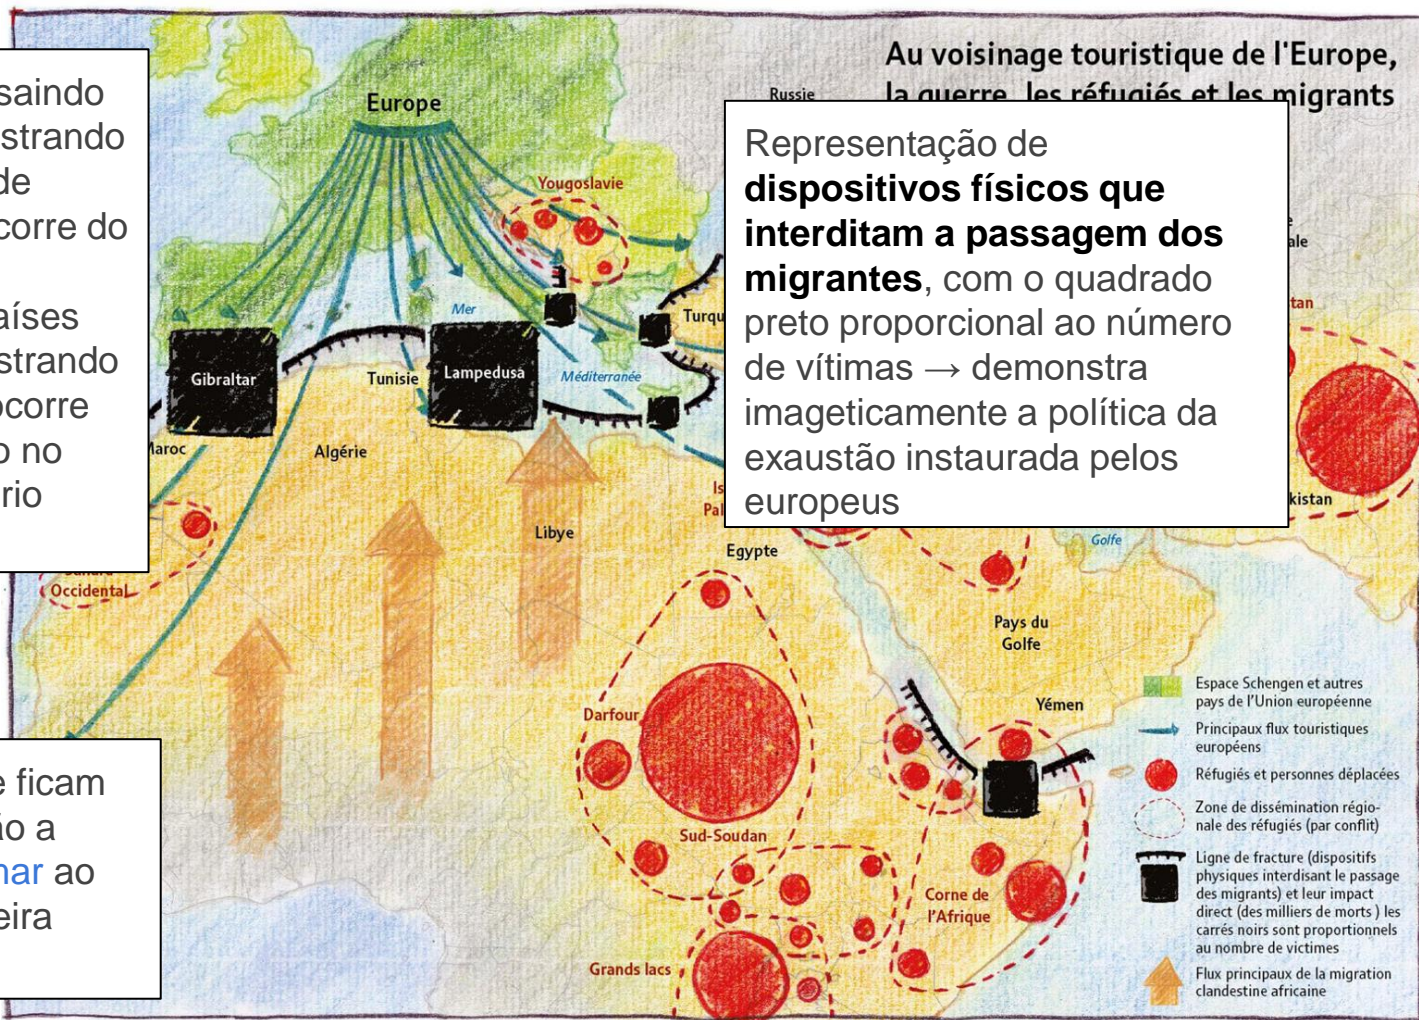 Au voisinage touristique de l'Europe,
la guerre, les réfugiés et les migrants
saindo
strando
de
corre do
aíses
strando
ocorre
o no
rio
Representação de
dispositivos físicos que
interditam a passagem dos
migrantes, com o quadrado
preto proporcional ao número
de vítimas → demonstra
imageticamente a política da
exaustão instaurada pelos
europeus
e ficam
ão a
ar ao
eira
Europe
Russie
Yougoslavie
Mer
Méditerranée
Turqu
ale
tan
Gibraltar
Tunisie
Lampedusa
Maroc
Algérie
Libye
Is
Pal
Egypte
kistan
Golfe
Occidental
Pays du
Golfe
Yémen
Darfour
Sud-Soudan
Corne de
l'Afrique
Grands lacs
Espace Schengen et autres
pays de l'Union européenne
Principaux flux touristiques
européens
Réfugiés et personnes déplacées
Zone de dissémination régio-
nale des réfugiés (par conflit)
Ligne de fracture (dispositifs
physiques interdisant le passage
des migrants) et leur impact
direct (des milliers de morts ) les
carrés noirs sont proportionnels
au nombre de victimes
Flux principaux de la migration
clandestine africaine